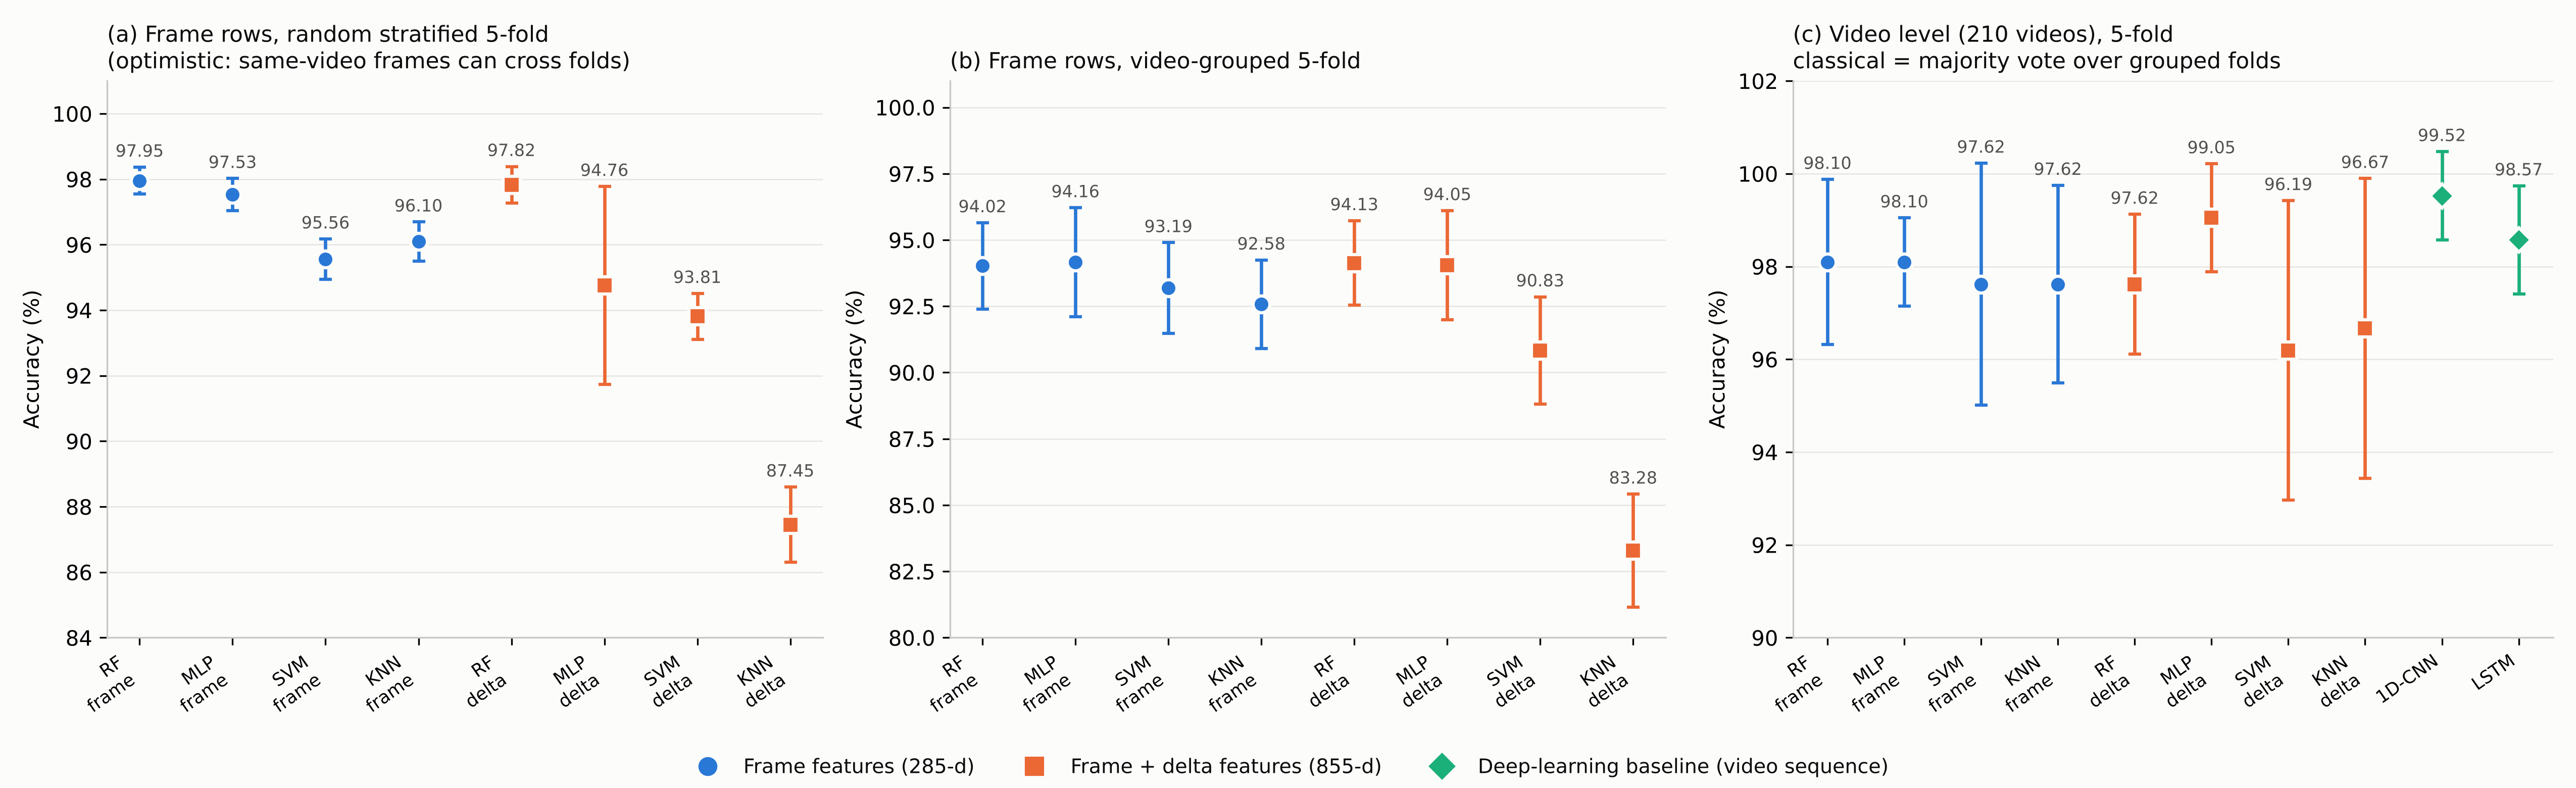 (a) Frame rows, random stratified 5-fold
(optimistic: same-video frames can cross folds)
Accuracy (%)
100
98
96
94
92
90
88
86
84
97.95
97.53
95.56
96.10
97.82
94.76
93.81
87.45
RF
frame
MLP
frame
SVM
frame
KNN
frame
RF
delta
MLP
delta
SVM
delta
KNN
delta
(b) Frame rows, video-grouped 5-fold
Accuracy (%)
100.0
97.5
95.0
92.5
90.0
87.5
85.0
82.5
80.0
94.02
94.16
93.19
92.58
94.13
94.05
90.83
83.28
RF
frame
MLP
frame
SVM
frame
KNN
frame
RF
delta
MLP
delta
SVM
delta
KNN
delta
(c) Video level (210 videos), 5-fold
classical = majority vote over grouped folds
Accuracy (%)
102
100
98
96
94
92
90
98.10
98.10
97.62
97.62
97.62
99.05
96.19
96.67
99.52
98.57
RF
frame
MLP
frame
SVM
frame
KNN
frame
RF
delta
MLP
delta
SVM
delta
KNN
delta
1D-CNN
LSTM
Frame features (285-d)
Frame + delta features (855-d)
Deep-learning baseline (video sequence)